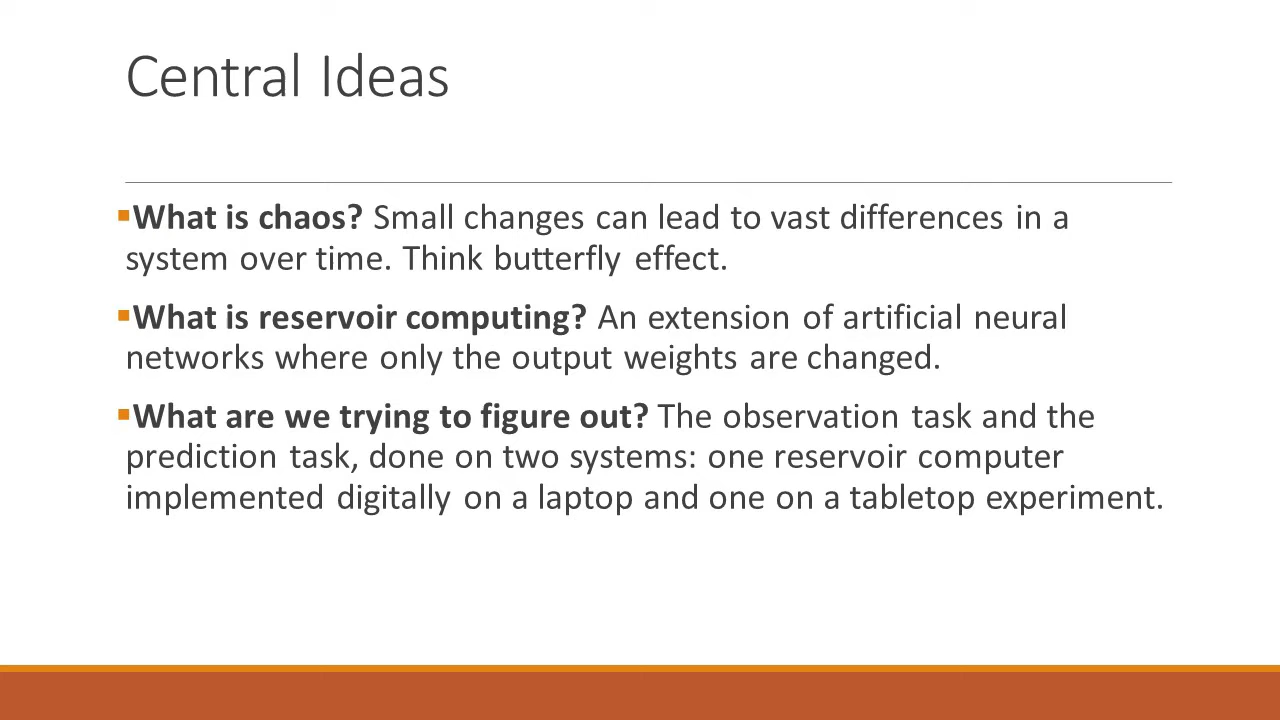 Central Ideas
▪What is chaos? Small changes can lead to vast differences in a
system over time. Think butterfly effect.
▪What is reservoir computing? An extension of artificial neural
networks where only the output weights are changed.
▪What are we trying to figure out? The observation task and the
prediction task, done on two systems: one reservoir computer
implemented digitally on a laptop and one on a tabletop experiment.